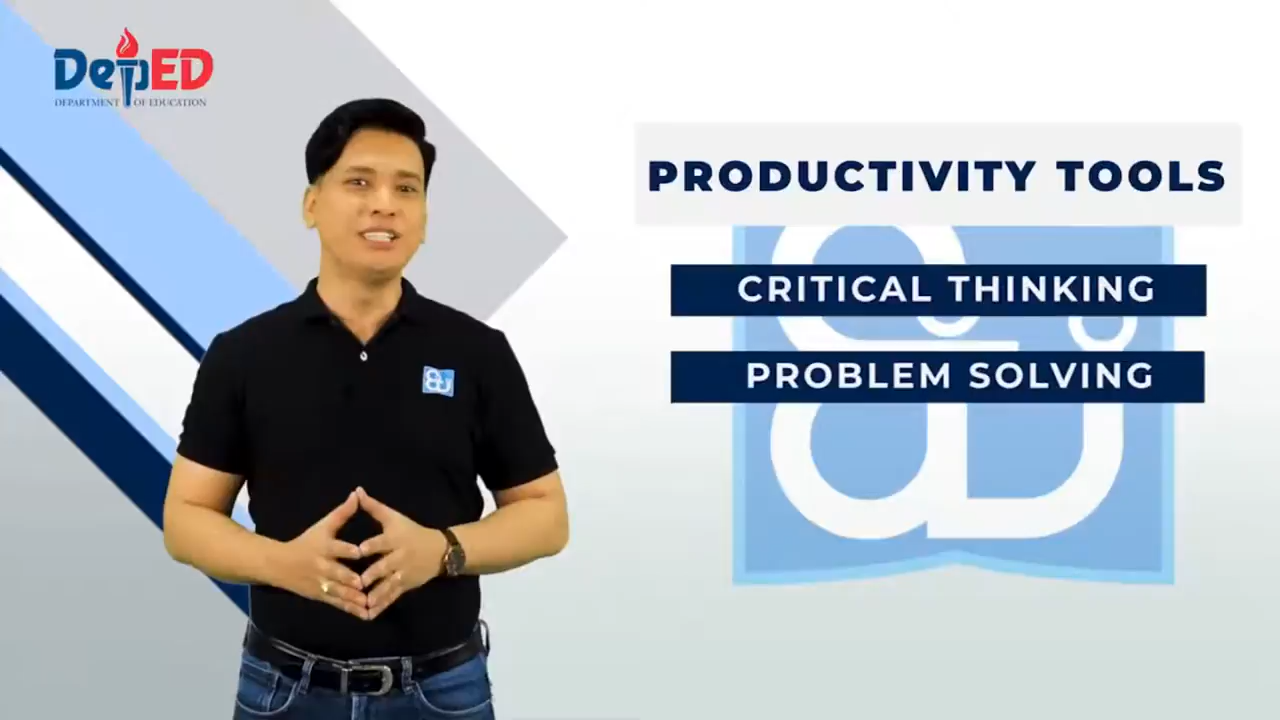 DepED
DEPARTMENT OF EDUCATION
PRODUCTIVITY TOOLS
CRITICAL THINKING
PROBLEM SOLVING